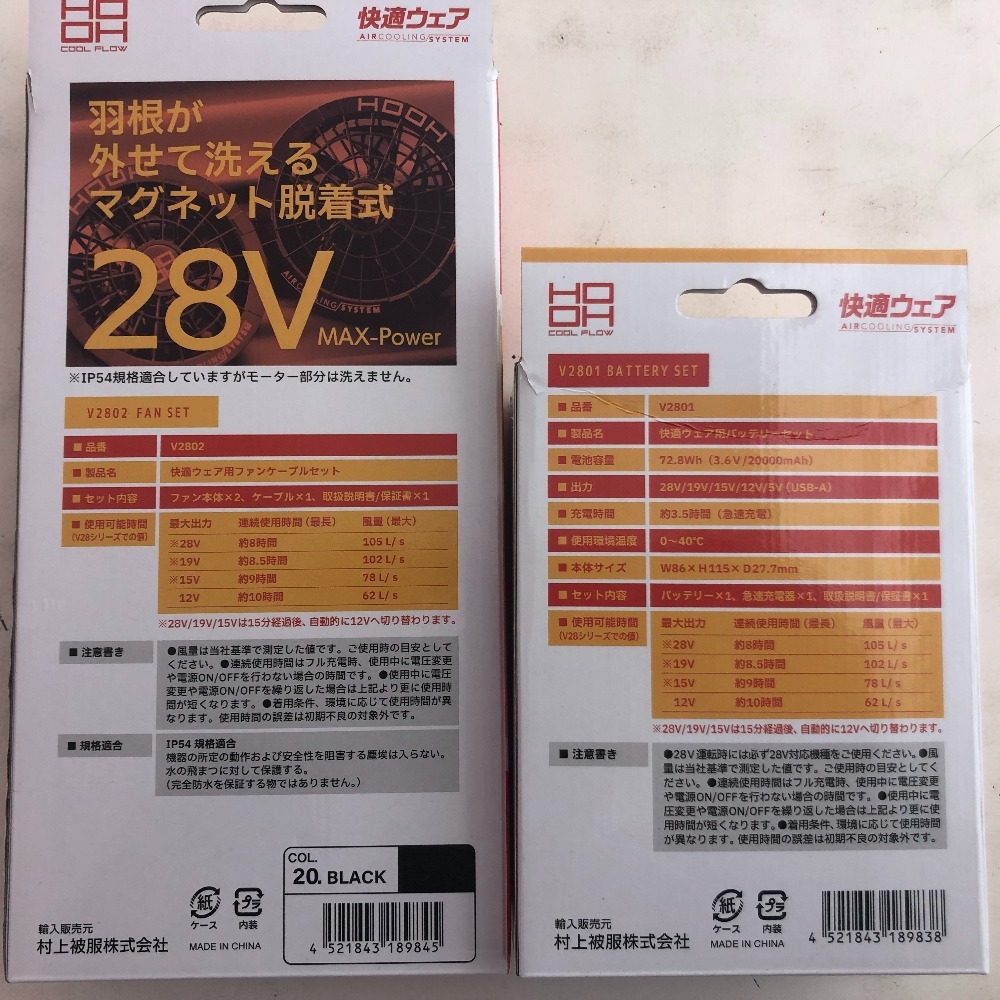 HOOH
COOL FLOW
快適ウェア
AIRCOOLING/SYSTEM
羽根が
外せて洗える
マグネット脱着式
28V
MAX-Power
HOOH
HOOH
AIRCOOLING/SYSTEM
※IP54規格適合していますがモーター部分は洗えません。
V2802 FAN SET
■品番 V2802
■製品名 快適ウェア用ファンケーブルセット
■セット内容 ファン本体×2、ケーブル×1、取扱説明書/保証書×1
■使用可能時間 最大出力 連続使用時間(最長) 風量(最大)
(V28シリーズでの値)
※28V 約8時間 105 L/s
※19V 約8.5時間 102 L/s
※15V 約9時間 78 L/s
12V 約10時間 62 L/s
※28V/19V/15Vは15分経過後、自動的に12Vへ切り替わります。
■注意書き
●風量は当社基準で測定した値です。ご使用時の目安として
ください。●連続使用時間はフル充電時、使用中に電圧変更
や電源ON/OFFを行わない場合の時間です。●使用中に電
圧変更や電源ON/OFFを繰り返した場合は上記より更に使用時
間が短くなります。●着用条件、環境に応じて使用時間が異
なります。使用時間の誤差は初期不良の対象外です。
■規格適合
IP54 規格適合
機器の所定の動作および安全性を阻害する塵埃は入らない。
水の飛まつに対して保護する。
(完全防水を保証する物ではありません。)
COL.
20. BLACK
4 521843 189845
紙
ケース
プラ
内装
輸入販売元
村上被服株式会社
MADE IN CHINA
HOOH
COOL FLOW
快適ウェア
AIRCOOLING/SYSTEM
V2801 BATTERY SET
■品番 V2801
■製品名 快適ウェア用バッテリーセット
■電池容量 72.8Wh(3.6V/20000mAh)
■出力 28V/19V/15V/12V/5V(USB-A)
■充電時間 約3.5時間(急速充電)
■使用環境温度 0〜40℃
■本体サイズ W86×H115×D27.7mm
■セット内容 バッテリー×1、急速充電器×1、取扱説明書/保証書×1
■使用可能時間 最大出力 連続使用時間(最長) 風量(最大)
(V28シリーズでの値)
※28V 約8時間 105 L/s
※19V 約8.5時間 102 L/s
※15V 約9時間 78 L/s
12V 約10時間 62 L/s
※28V/19V/15Vは15分経過後、自動的に12Vへ切り替わります。
■注意書き
●28V運転時には必ず28V対応機種をご使用ください。●風
量は当社基準で測定した値です。ご使用時の目安としてく
ださい。●連続使用時間はフル充電時、使用中に電圧変更
や電源ON/OFFを行わない場合の時間です。●使用中に電
圧変更や電源ON/OFFを繰り返した場合は上記より更に使
用時間が短くなります。●着用条件、環境に応じて使用時間
が異なります。使用時間の誤差は初期不良の対象外です。
紙
ケース
プラ
内装
4 521843 189838
輸入販売元
村上被服株式会社
MADE IN CHINA